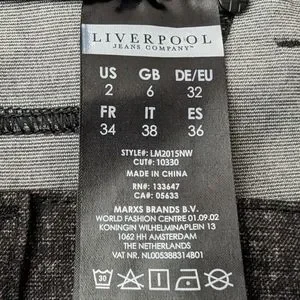 LIVERPOOL
JEANS COMPANY™
US GB DE/EU
2 6 32
FR IT ES
34 38 36
STYLE#: LM2015NW
CUT#: 10330
MADE IN CHINA
RN#: 133647
CA#: 05633
MARXS BRANDS B.V.
WORLD FASHION CENTRE 01.09.02
KONINGIN WILHELMINAPLEIN 13
1062 HH AMSTERDAM
THE NETHERLANDS
VAT NR. NL005388314B01
30